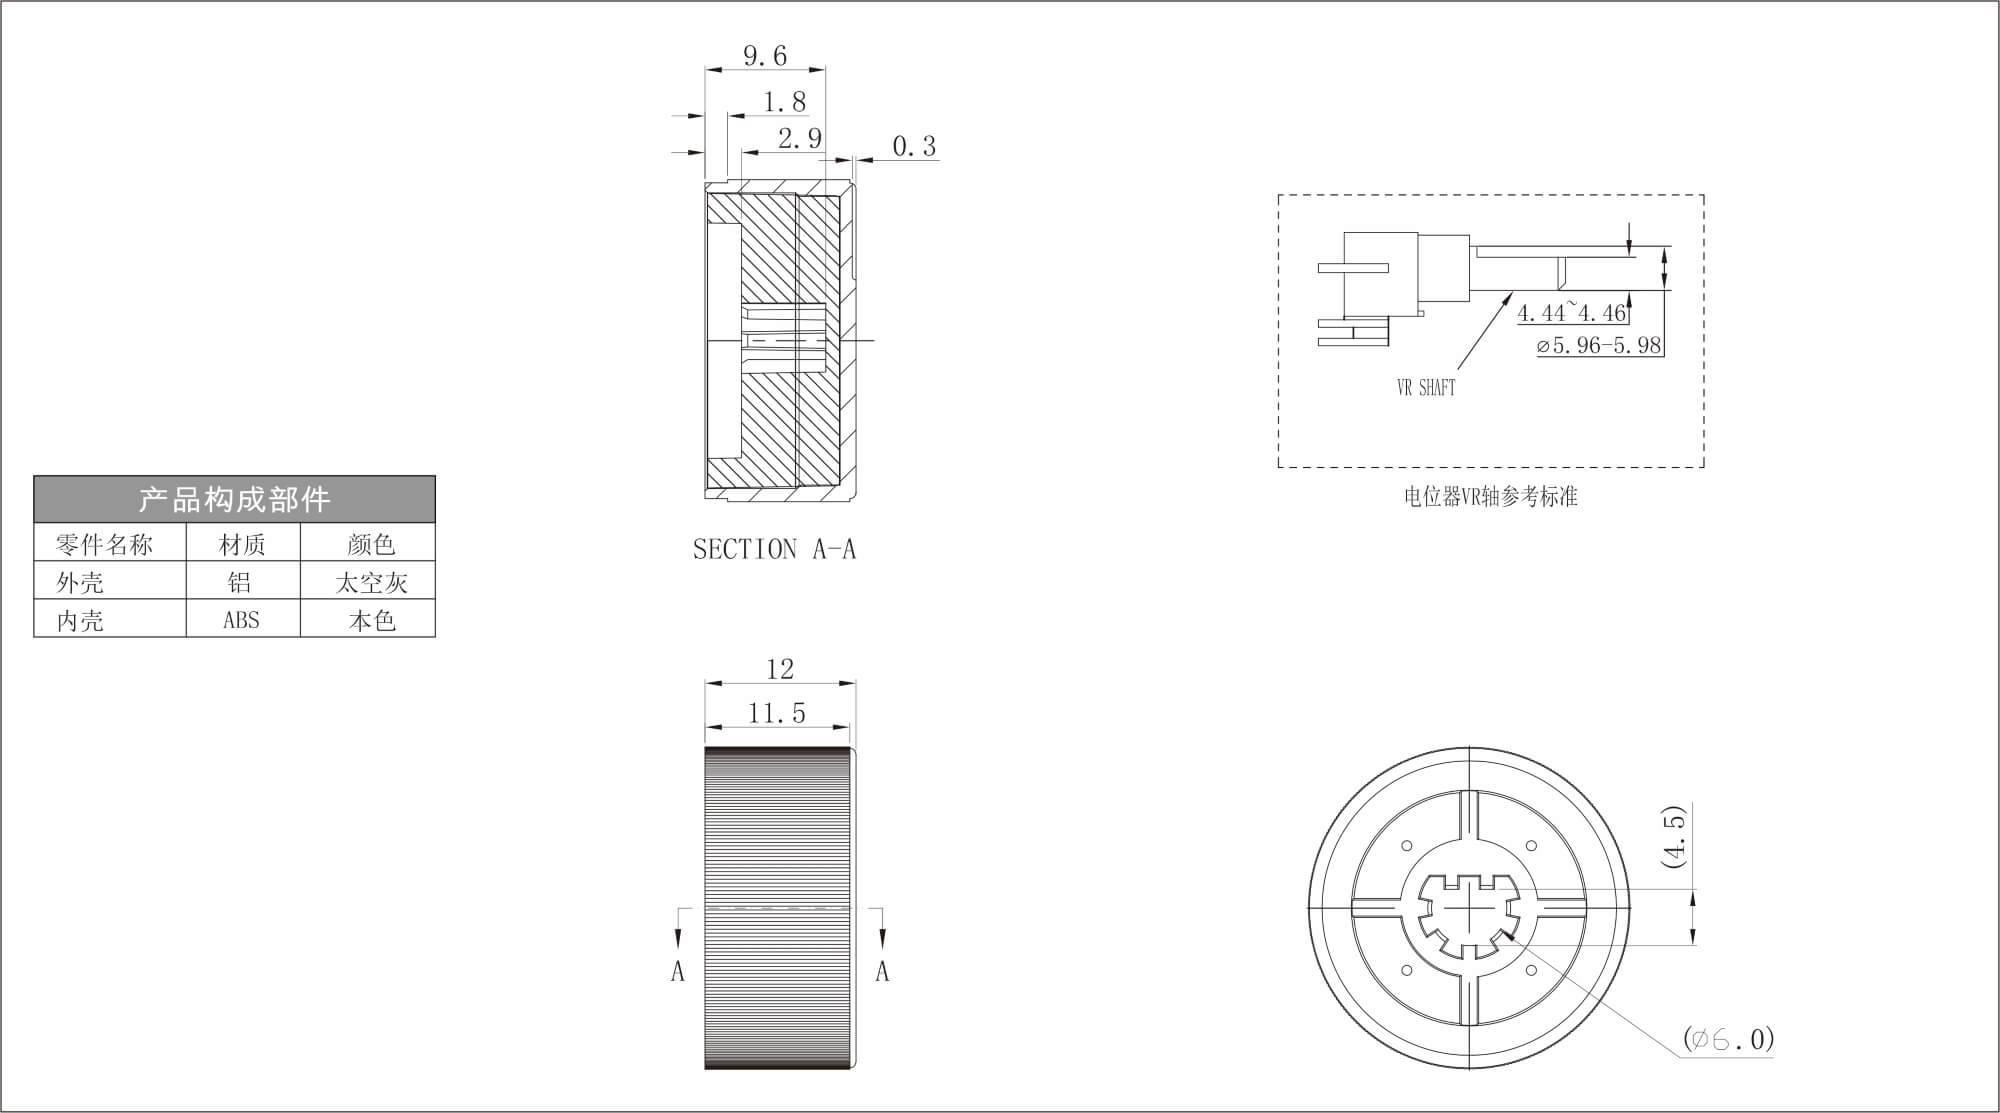 9.6
1.8
2.9
0.3
SECTION A-A
4.44~4.46
⌀5.96-5.98
VR SHAFT
电位器VR轴参考标准
产品构成部件
零件名称 材质 颜色
外壳 铝 太空灰
内壳 ABS 本色
12
11.5
A A
(4.5)
(⌀6.0)